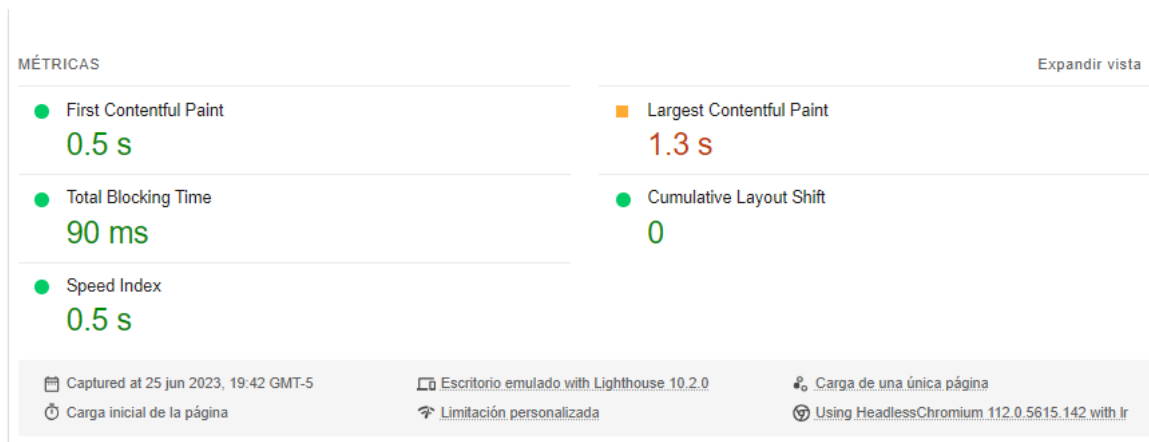 MÉTRICAS
Expandir vista
First Contentful Paint
0.5 s
Largest Contentful Paint
1.3 s
Total Blocking Time
90 ms
Cumulative Layout Shift
0
Speed Index
0.5 s
Captured at 25 jun 2023, 19:42 GMT-5
Escritorio emulado with Lighthouse 10.2.0
Carga de una única página
Carga inicial de la página
Limitación personalizada
Using HeadlessChromium 112.0.5615.142 with lr